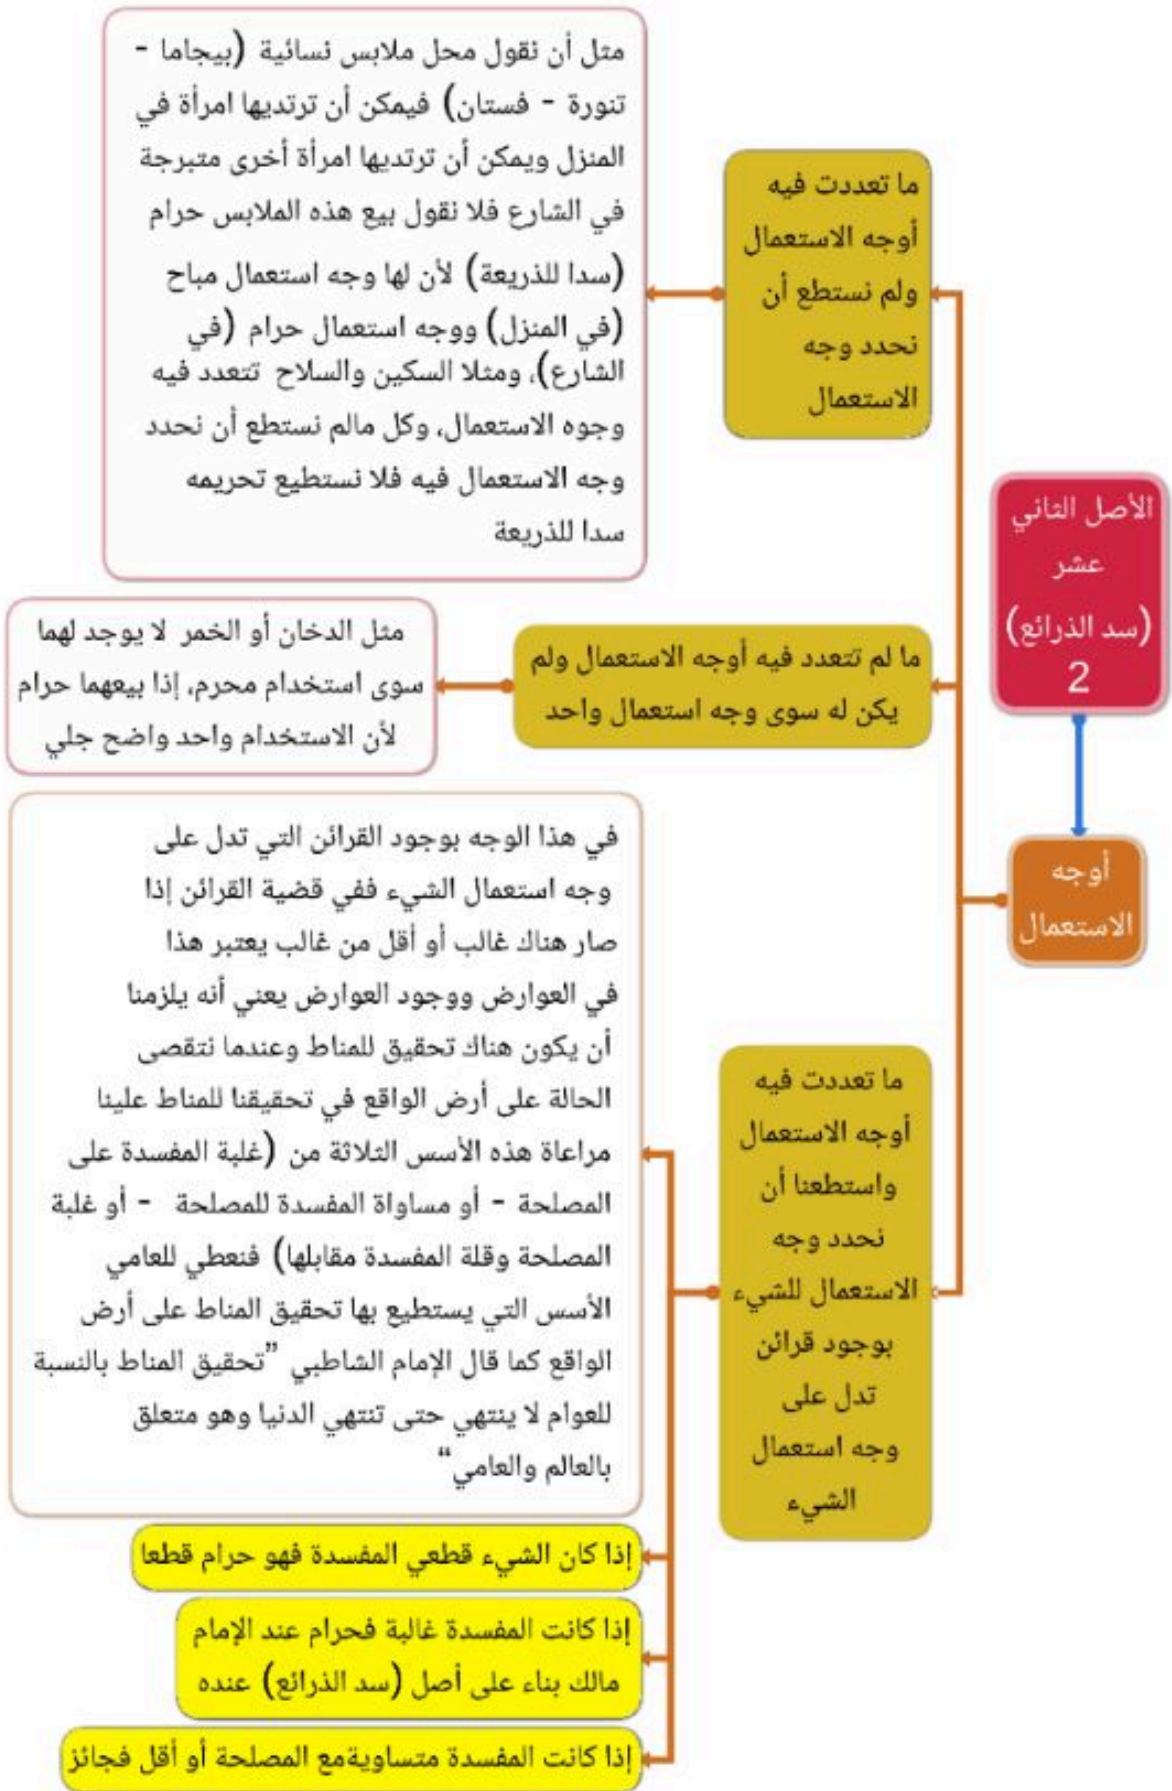 الأصل الثاني
عشر
(سد الذرائع)
2
أوجه
الاستعمال
ما تعددت فيه
أوجه الاستعمال
ولم نستطع أن
نحدد وجه
الاستعمال
مثل أن نقول محل ملابس نسائية (بيجاما -
تنورة - فستان) فيمكن أن ترتديها امرأة في
المنزل ويمكن أن ترتديها امرأة أخرى متبرجة
في الشارع فلا نقول بيع هذه الملابس حرام
(سدا للذريعة) لأن لها وجه استعمال مباح
(في المنزل) ووجه استعمال حرام (في
الشارع)، ومثلا السكين والسلاح تتعدد فيه
وجوه الاستعمال، وكل مالم نستطع أن نحدد
وجه الاستعمال فيه فلا نستطيع تحريمه
سدا للذريعة
ما لم تتعدد فيه أوجه الاستعمال ولم
يكن له سوى وجه استعمال واحد
مثل الدخان أو الخمر لا يوجد لهما
سوى استخدام محرم، إذا بيعهما حرام
لأن الاستخدام واحد واضح جلي
ما تعددت فيه
أوجه الاستعمال
واستطعنا أن
نحدد وجه
الاستعمال للشيء
بوجود قرائن
تدل على
وجه استعمال
الشيء
في هذا الوجه بوجود القرائن التي تدل على
وجه استعمال الشيء ففي قضية القرائن إذا
صار هناك غالب أو أقل من غالب يعتبر هذا
في العوارض ووجود العوارض يعني أنه يلزمنا
أن يكون هناك تحقيق للمناط وعندما نتقصى
الحالة على أرض الواقع في تحقيقنا للمناط علينا
مراعاة هذه الأسس الثلاثة من (غلبة المفسدة على
المصلحة - أو مساواة المفسدة للمصلحة - أو غلبة
المصلحة وقلة المفسدة مقابلها) فنعطي للعامي
الأسس التي يستطيع بها تحقيق المناط على أرض
الواقع كما قال الإمام الشاطبي ”تحقيق المناط بالنسبة
للعوام لا ينتهي حتى تنتهي الدنيا وهو متعلق
بالعالم والعامي“
إذا كان الشيء قطعي المفسدة فهو حرام قطعا
إذا كانت المفسدة غالبة فحرام عند الإمام
مالك بناء على أصل (سد الذرائع) عنده
إذا كانت المفسدة متساويةمع المصلحة أو أقل فجائز